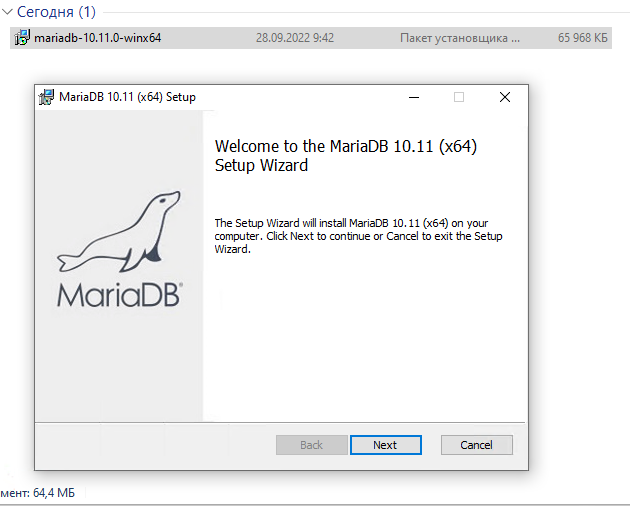 Сегодня (1)
mariadb-10.11.0-winx64 28.09.2022 9:42 Пакет установщика ... 65 968 КБ
MariaDB 10.11 (x64) Setup
Welcome to the MariaDB 10.11 (x64)
Setup Wizard
The Setup Wizard will install MariaDB 10.11 (x64) on your
computer. Click Next to continue or Cancel to exit the Setup
Wizard.
MariaDB
Back Next Cancel
мент: 64,4 МБ